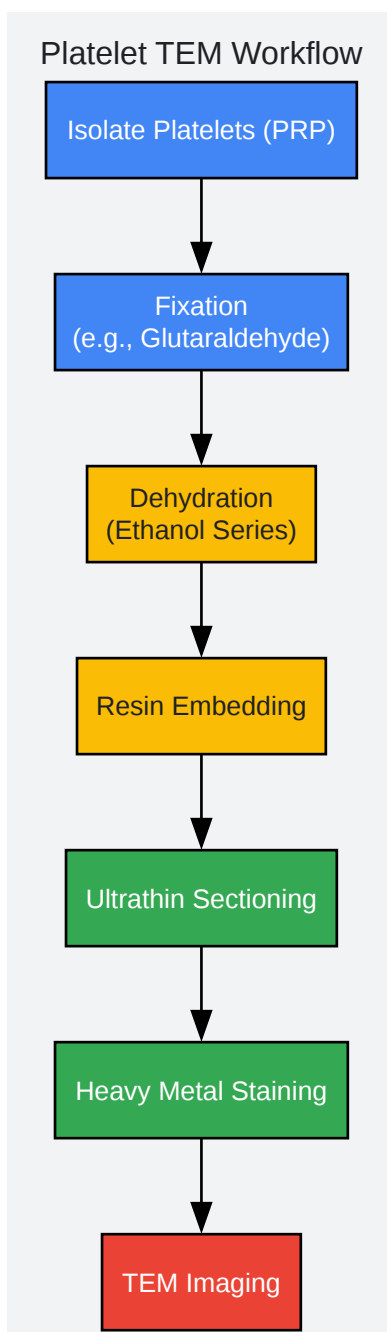 Platelet TEM Workflow
Isolate Platelets (PRP)
Fixation
(e.g., Glutaraldehyde)
Dehydration
(Ethanol Series)
Resin Embedding
Ultrathin Sectioning
Heavy Metal Staining
TEM Imaging